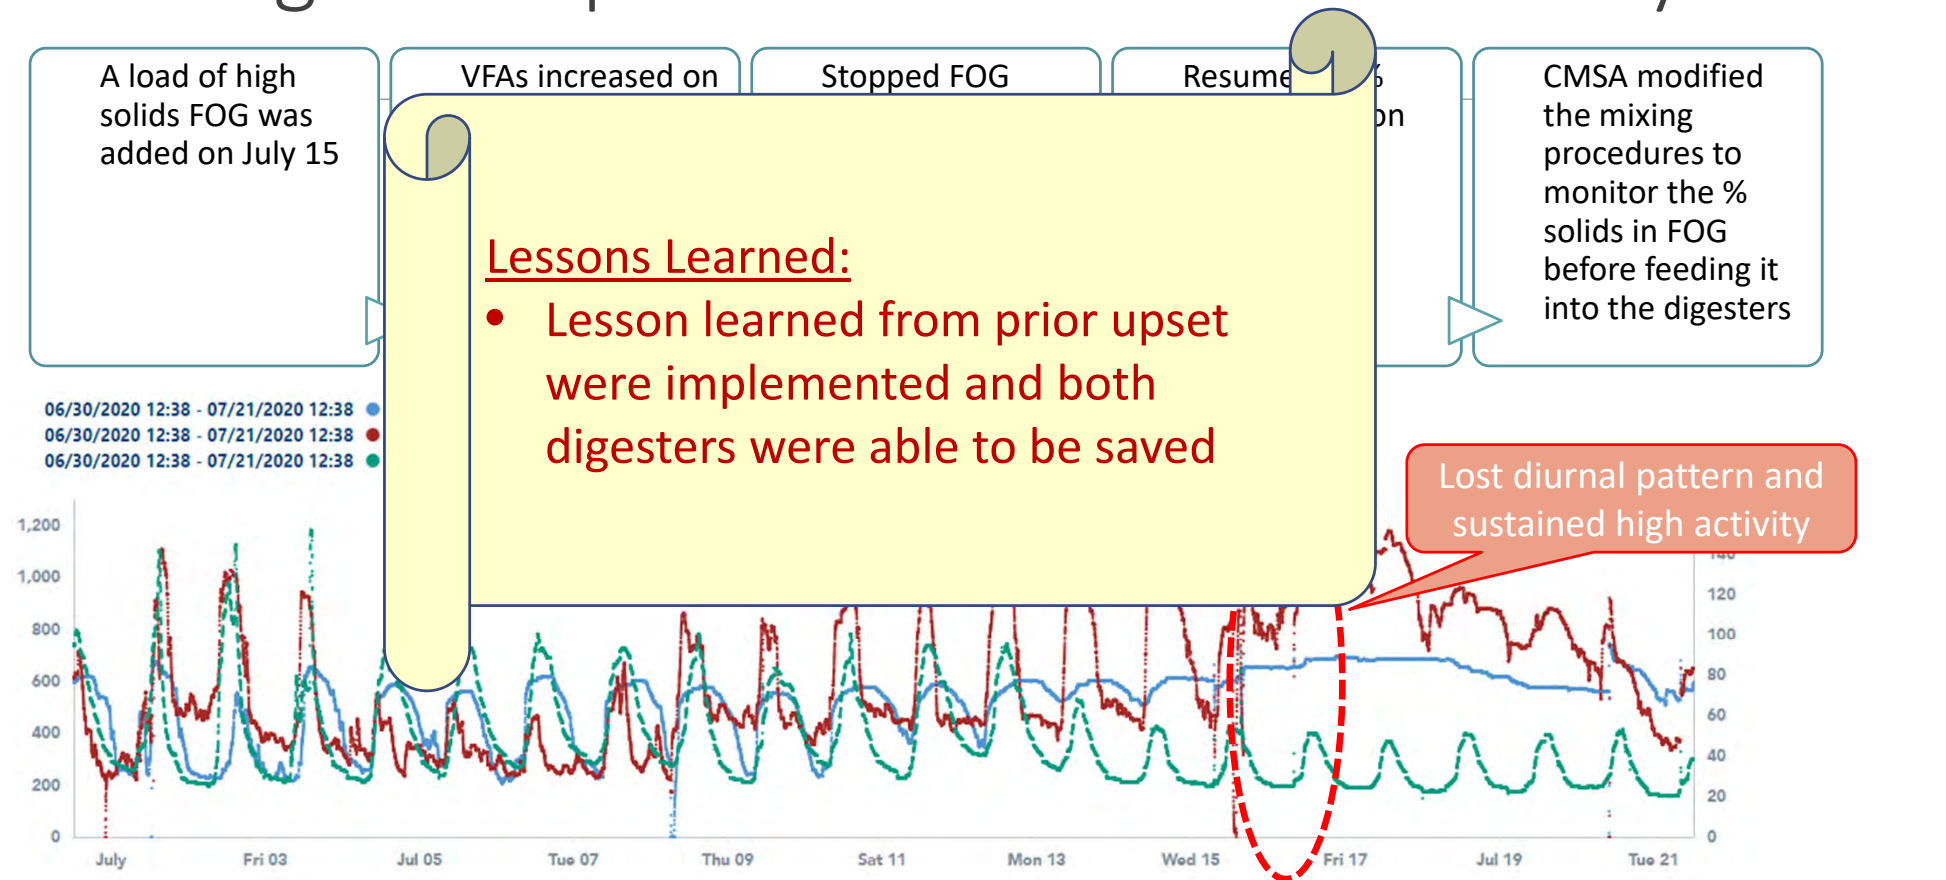 A load of high
solids FOG was
added on July 15
VFAs increased on
Stopped FOG
Resume
%
on
CMSA modified
the mixing
procedures to
monitor the %
solids in FOG
before feeding it
into the digesters
Lessons Learned:
• Lesson learned from prior upset
were implemented and both
digesters were able to be saved
06/30/2020 12:38 - 07/21/2020 12:38
06/30/2020 12:38 - 07/21/2020 12:38
06/30/2020 12:38 - 07/21/2020 12:38
Lost diurnal pattern and
sustained high activity
1,200
1,000
800
600
400
200
0
140
120
100
80
60
40
20
0
July
Fri 03
Jul 05
Tue 07
Thu 09
Sat 11
Mon 13
Wed 15
Fri 17
Jul 19
Tue 21